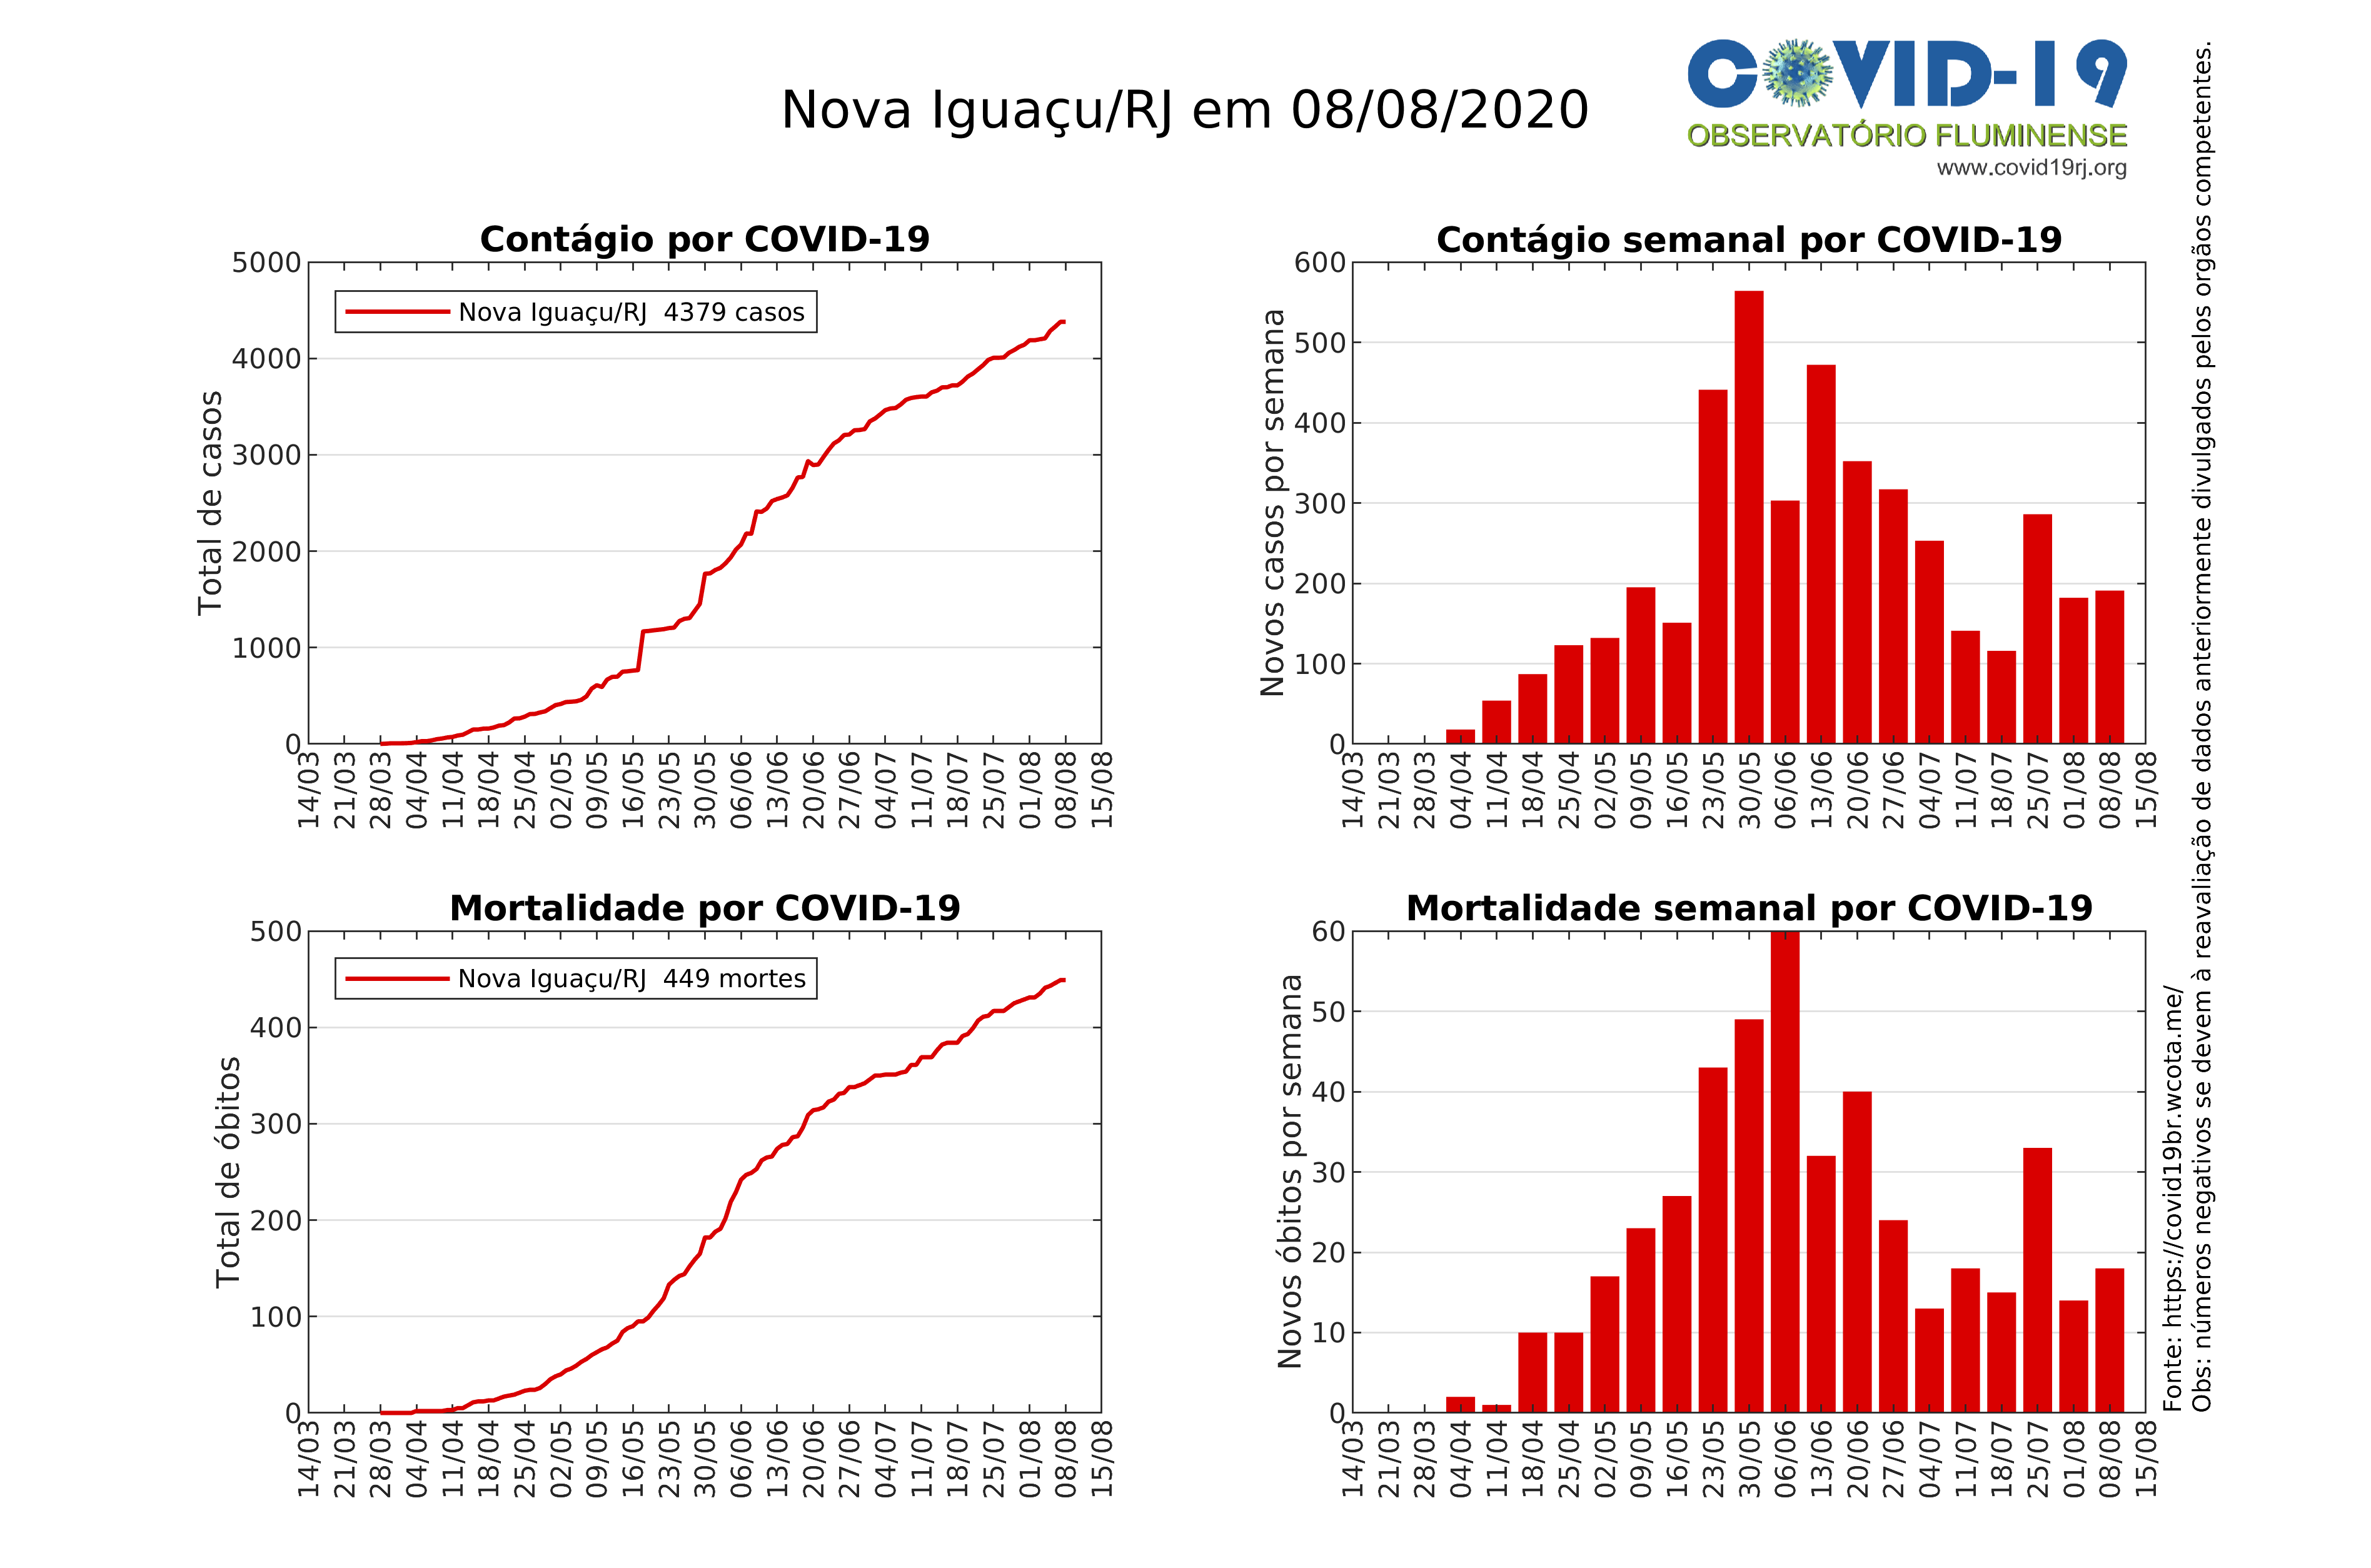 Nova Iguaçu/RJ em 08/08/2020
COVID-19
OBSERVATÓRIO FLUMINENSE
www.covid19rj.org
Contágio por COVID-19
Total de casos
5000
4000
3000
2000
1000
0
Nova Iguaçu/RJ 4379 casos
14/03 21/03 28/03 04/04 11/04 18/04 25/04 02/05 09/05 16/05 23/05 30/05 06/06 13/06 20/06 27/06 04/07 11/07 18/07 25/07 01/08 08/08 15/08
Contágio semanal por COVID-19
Novos casos por semana
600
500
400
300
200
100
0
14/03 21/03 28/03 04/04 11/04 18/04 25/04 02/05 09/05 16/05 23/05 30/05 06/06 13/06 20/06 27/06 04/07 11/07 18/07 25/07 01/08 08/08 15/08
Mortalidade por COVID-19
Total de óbitos
500
400
300
200
100
0
Nova Iguaçu/RJ 449 mortes
14/03 21/03 28/03 04/04 11/04 18/04 25/04 02/05 09/05 16/05 23/05 30/05 06/06 13/06 20/06 27/06 04/07 11/07 18/07 25/07 01/08 08/08 15/08
Mortalidade semanal por COVID-19
Novos óbitos por semana
60
50
40
30
20
10
0
14/03 21/03 28/03 04/04 11/04 18/04 25/04 02/05 09/05 16/05 23/05 30/05 06/06 13/06 20/06 27/06 04/07 11/07 18/07 25/07 01/08 08/08 15/08
Fonte: https://covid19br.wcota.me/
Obs: números negativos se devem à reavaliação de dados anteriormente divulgados pelos orgãos competentes.